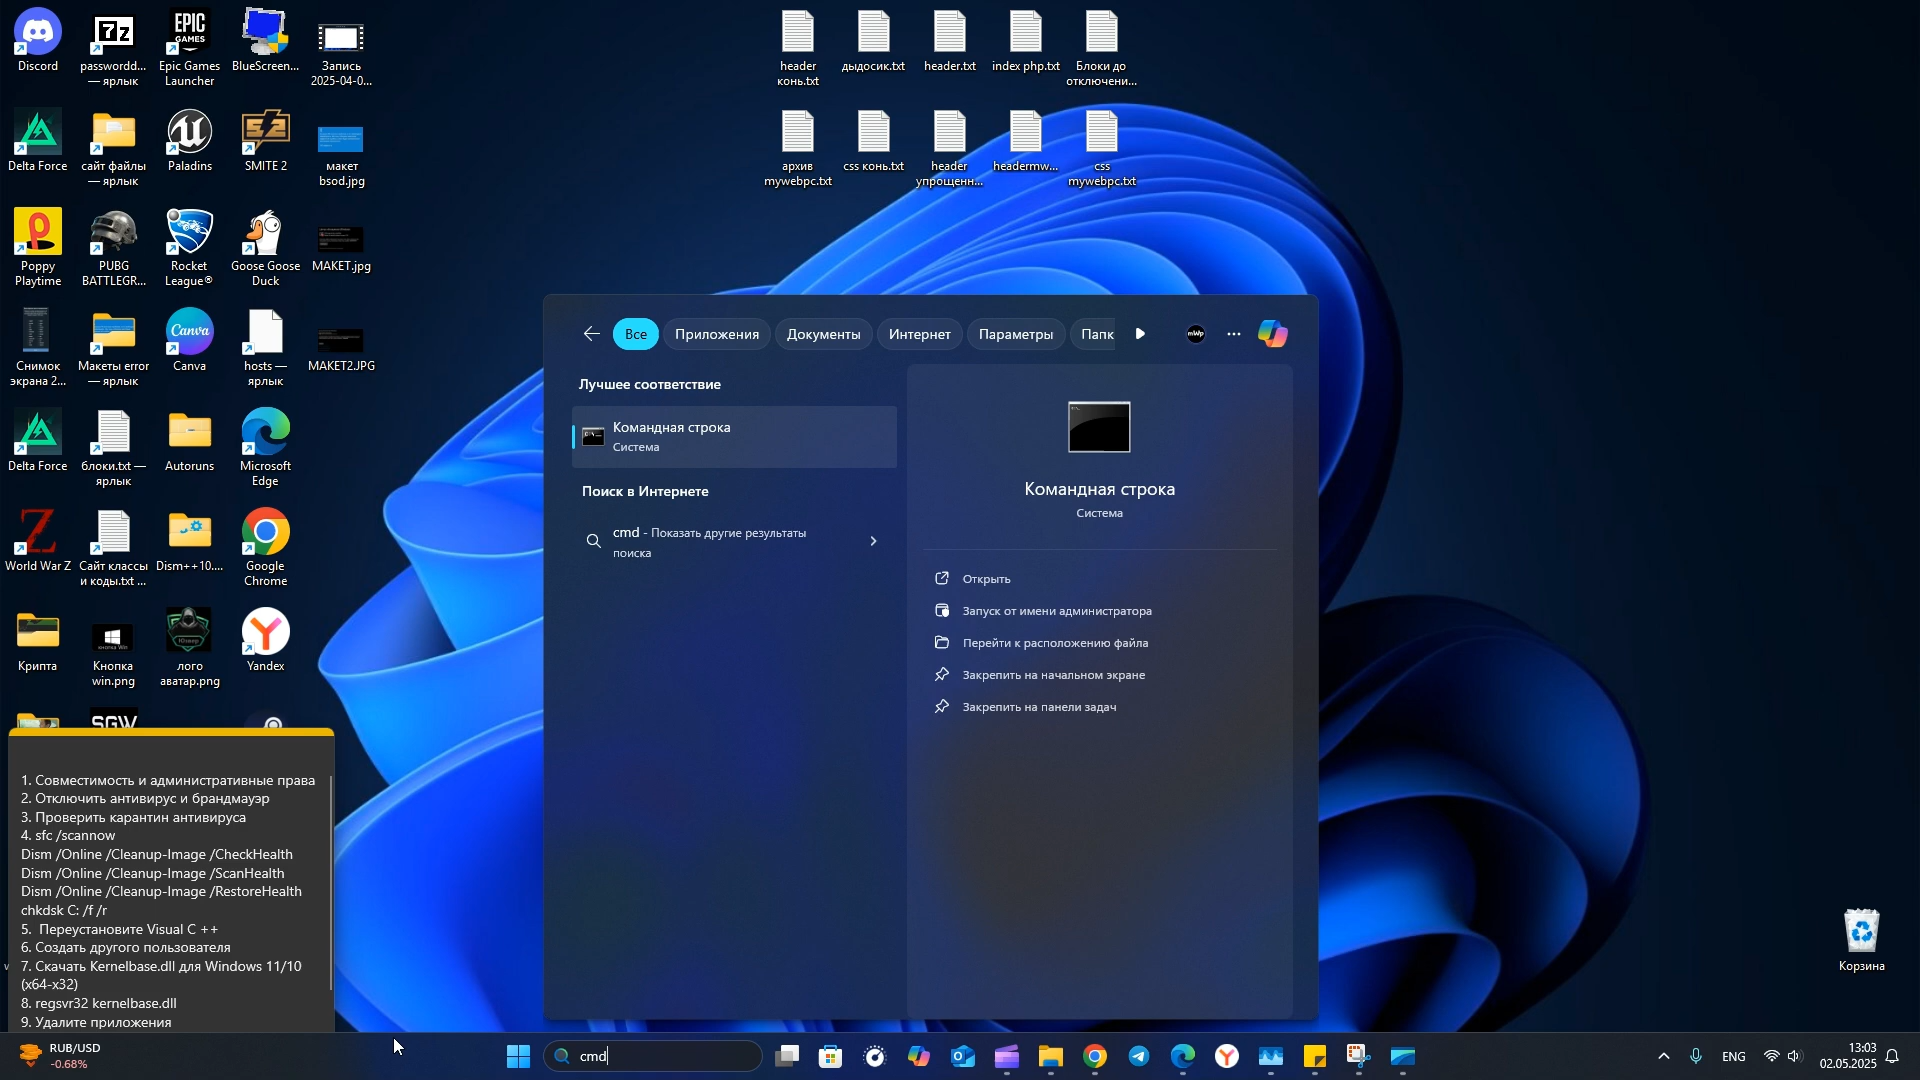 Discord
passwordd...
— ярлык
Epic Games
Launcher
BlueScreen...
Запись
2025-04-0...
header
конь.txt
дыдосик.txt
header.txt
index php.txt
Блоки до
отключени...
Delta Force
сайт файлы
— ярлык
Paladins
SMITE 2
макет
bsod.jpg
архив
mywebpc.txt
css конь.txt
header
упрощенн...
headermw...
css
mywebpc.txt
Poppy
Playtime
PUBG
BATTLEGR...
Rocket
League®
Goose Goose
Duck
MAKET.jpg
Снимок
экрана 2...
Макеты error
— ярлык
Canva
hosts —
ярлык
MAKET2.JPG
Delta Force
блоки.txt —
ярлык
Autoruns
Microsoft
Edge
World War Z
Сайт классы
и коды.txt ...
Dism++10....
Google
Chrome
Крипта
Кнопка
win.png
лого
аватар.png
Yandex
SGW
Все
Приложения
Документы
Интернет
Параметры
Папк
mWp
Лучшее соответствие
Командная строка
Система
Поиск в Интернете
cmd - Показать другие результаты
поиска
Командная строка
Система
Открыть
Запуск от имени администратора
Перейти к расположению файла
Закрепить на начальном экране
Закрепить на панели задач
1. Совместимость и административные права
2. Отключить антивирус и брандмауэр
3. Проверить карантин антивируса
4. sfc /scannow
Dism /Online /Cleanup-Image /CheckHealth
Dism /Online /Cleanup-Image /ScanHealth
Dism /Online /Cleanup-Image /RestoreHealth
chkdsk C: /f /r
5. Переустановите Visual C ++
6. Создать другого пользователя
7. Скачать Kernelbase.dll для Windows 11/10
(x64-x32)
8. regsvr32 kernelbase.dll
9. Удалите приложения
Корзина
RUB/USD
-0.68%
cmd
ENG
13:03
02.05.2025